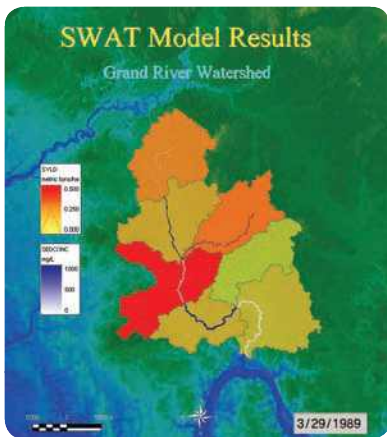 SWAT Model Results
Grand River Watershed
SYLD
metric tons/ha
0.500
0.250
0.000
SEDCONC
mg/L
1000
500
0
3/29/1989